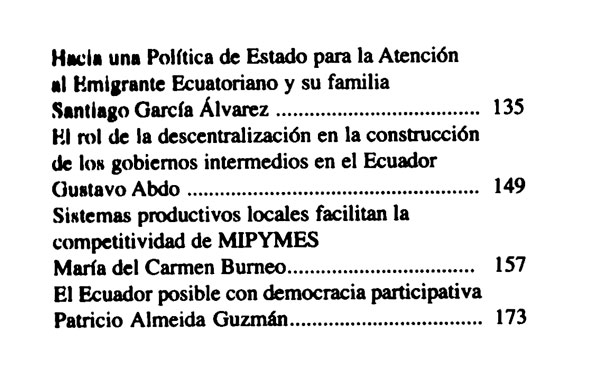 Hacia una Política de Estado para la Atención
al Emigrante Ecuatoriano y su familia
Santiago García Álvarez ..................................... 135
El rol de la descentralización en la construcción
de los gobiernos intermedios en el Ecuador
Gustavo Abdo ..................................................... 149
Sistemas productivos locales facilitan la
competitividad de MIPYMES
María del Carmen Burneo.................................. 157
El Ecuador posible con democracia participativa
Patricio Almeida Guzmán................................... 173